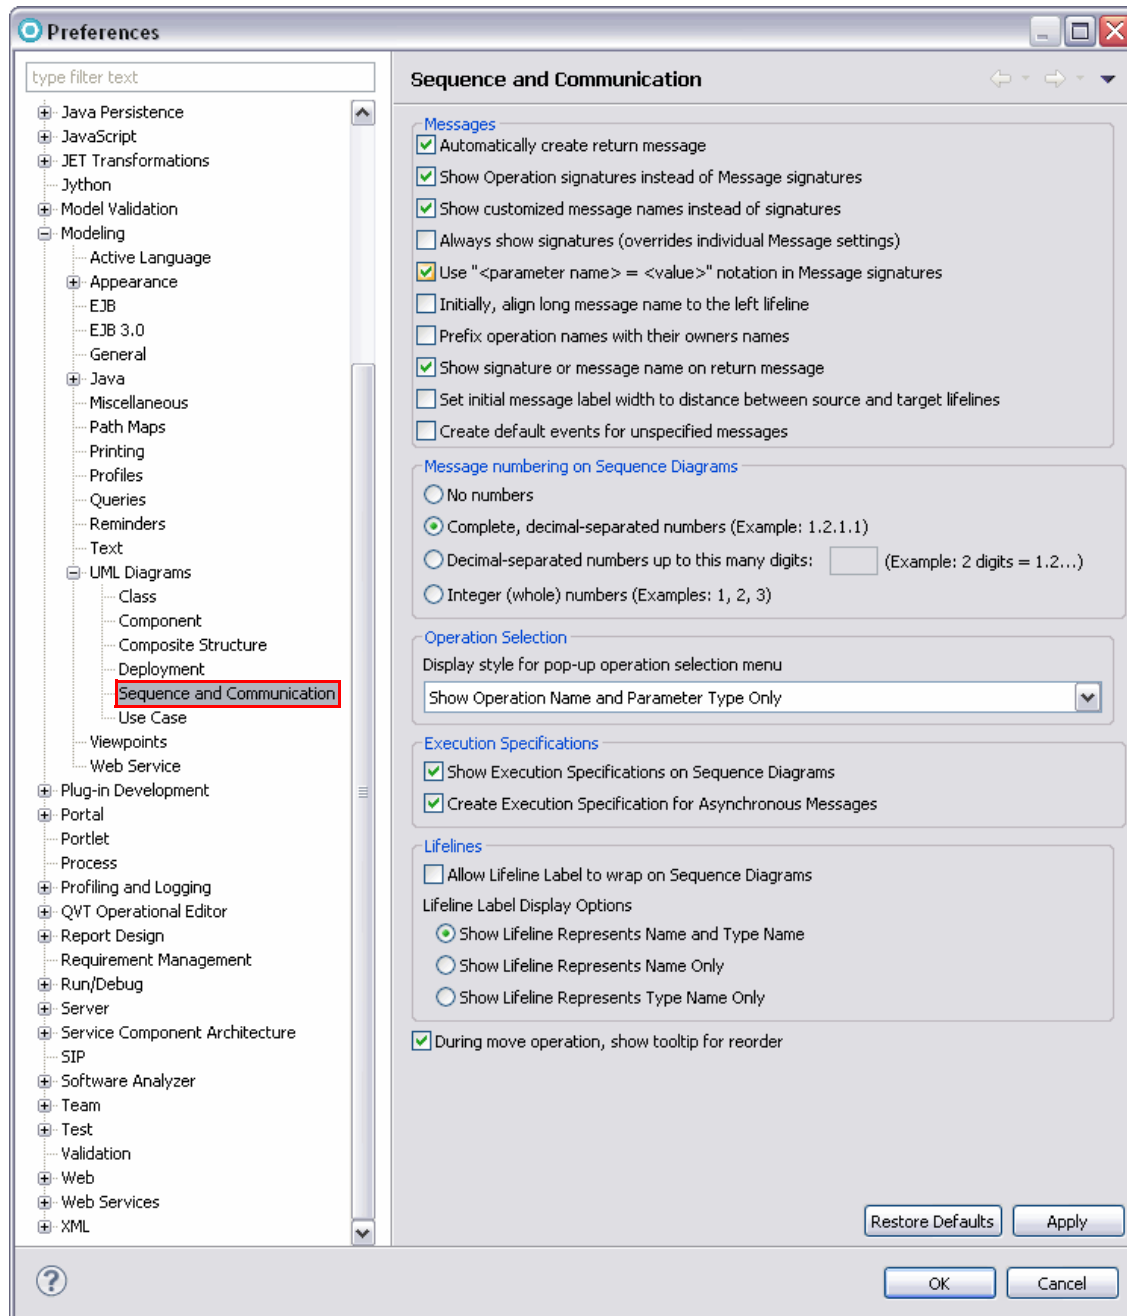 Preferences
type filter text
Java Persistence
JavaScript
JET Transformations
Jython
Model Validation
Modeling
Active Language
Appearance
EJB
EJB 3.0
General
Java
Miscellaneous
Path Maps
Printing
Profiles
Queries
Reminders
Text
UML Diagrams
Class
Component
Composite Structure
Deployment
Sequence and Communication
Use Case
Viewpoints
Web Service
Plug-in Development
Portal
Portlet
Process
Profiling and Logging
QVT Operational Editor
Report Design
Requirement Management
Run/Debug
Server
Service Component Architecture
SIP
Software Analyzer
Team
Test
Validation
Web
Web Services
XML
Sequence and Communication
Messages
Automatically create return message
Show Operation signatures instead of Message signatures
Show customized message names instead of signatures
Always show signatures (overrides individual Message settings)
Use "<parameter name> = <value>" notation in Message signatures
Initially, align long message name to the left lifeline
Prefix operation names with their owners names
Show signature or message name on return message
Set initial message label width to distance between source and target lifelines
Create default events for unspecified messages
Message numbering on Sequence Diagrams
No numbers
Complete, decimal-separated numbers (Example: 1.2.1.1)
Decimal-separated numbers up to this many digits: (Example: 2 digits = 1.2...)
Integer (whole) numbers (Examples: 1, 2, 3)
Operation Selection
Display style for pop-up operation selection menu
Show Operation Name and Parameter Type Only
Execution Specifications
Show Execution Specifications on Sequence Diagrams
Create Execution Specification for Asynchronous Messages
Lifelines
Allow Lifeline Label to wrap on Sequence Diagrams
Lifeline Label Display Options
Show Lifeline Represents Name and Type Name
Show Lifeline Represents Name Only
Show Lifeline Represents Type Name Only
During move operation, show tooltip for reorder
Restore Defaults
Apply
?
OK
Cancel